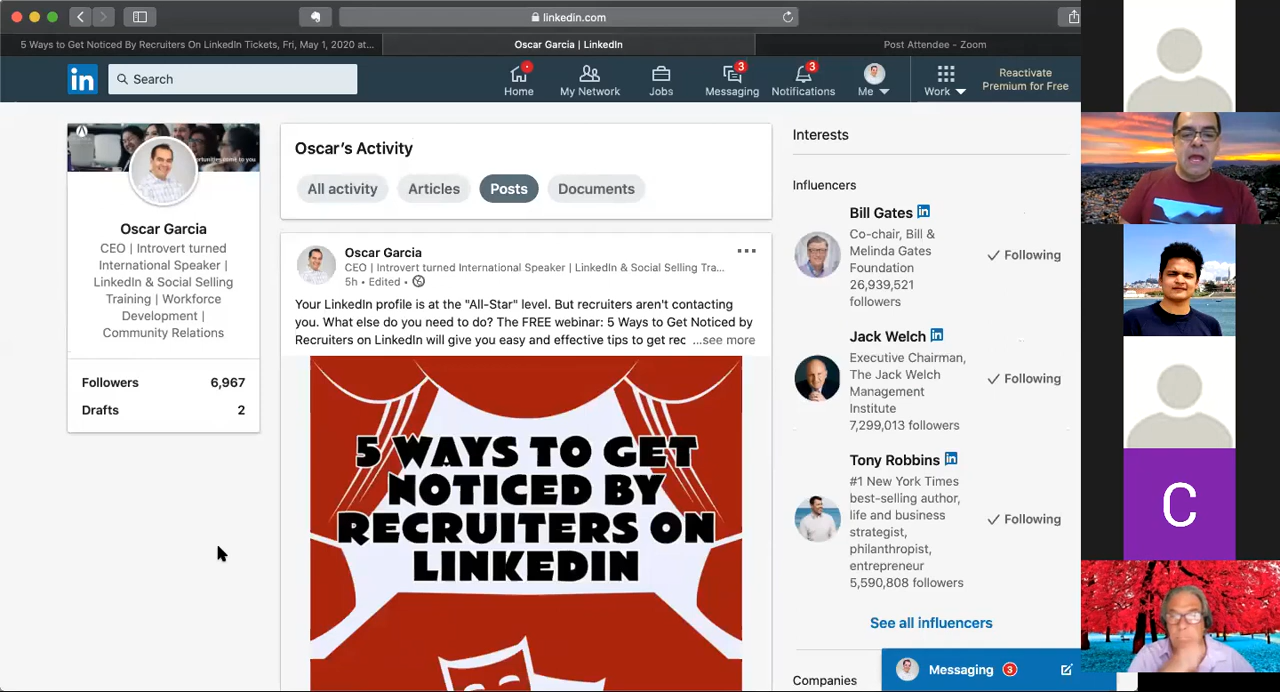 linkedin.com
5 Ways to Get Noticed By Recruiters On LinkedIn Tickets, Fri, May 1, 2020 at...
Oscar Garcia | LinkedIn
Post Attendee - Zoom
in
Search
Home
My Network
Jobs
3
Messaging
3
Notifications
Me
Work
Reactivate
Premium for Free
Oscar Garcia
CEO | Introvert turned
International Speaker |
LinkedIn & Social Selling
Training | Workforce
Development |
Community Relations
Followers 6,967
Drafts 2
Oscar's Activity
All activity Articles Posts Documents
Oscar Garcia
CEO | Introvert turned International Speaker | LinkedIn & Social Selling Tra...
5h • Edited •
Your LinkedIn profile is at the "All-Star" level. But recruiters aren't contacting
you. What else do you need to do? The FREE webinar: 5 Ways to Get Noticed by
Recruiters on LinkedIn will give you easy and effective tips to get rec ...see more
5 WAYS TO GET
NOTICED BY
RECRUITERS ON
LINKEDIN
Interests
Influencers
Bill Gates in
Co-chair, Bill &
Melinda Gates
Foundation
26,939,521
followers
Following
Jack Welch in
Executive Chairman,
The Jack Welch
Management
Institute
7,299,013 followers
Following
Tony Robbins in
#1 New York Times
best-selling author,
life and business
strategist,
philanthropist,
entrepreneur
5,590,808 followers
Following
See all influencers
Companies
Messaging 3
C